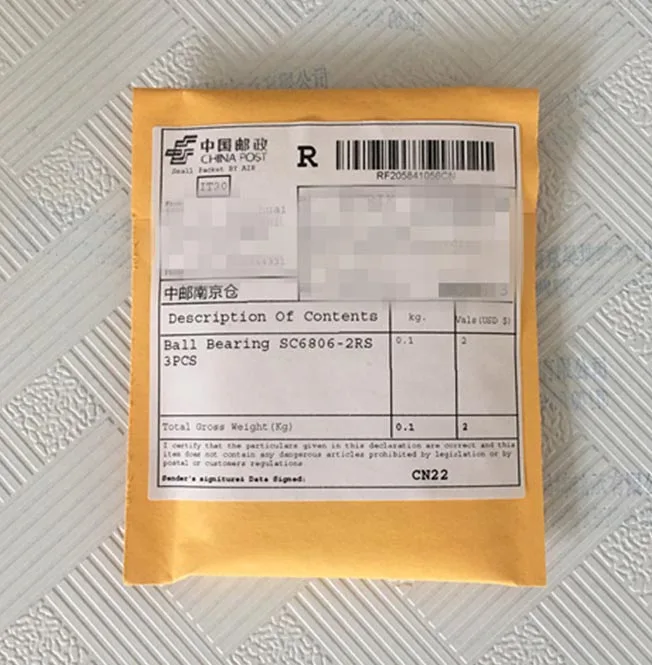 中国邮政
CHINA POST
Small Packet BY AIR
R
RF205841056CN
IT30
中邮南京仓
Description Of Contents kg. Vals(USD $)
Ball Bearing SC6806-2RS 0.1 2
3PCS
Total Gross Weight(Kg) 0.1 2
I certify that the particulars given in this declaration are correct and this
item does not contain any dangerous articles prohibited by legislation or by
postal or customers regulations
Sender's signiture& Data Signed: CN22